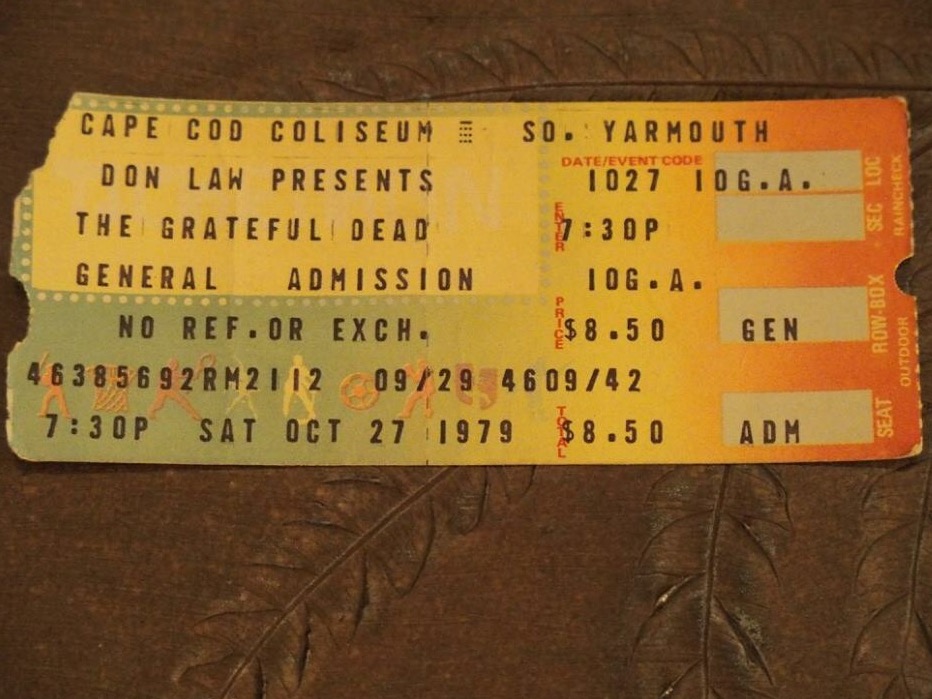 CAPE COD COLISEUM SO. YARMOUTH
DATE/EVENT CODE
DON LAW PRESENTS 1027 10G.A.
THE GRATEFUL DEAD ENTER 7:30P
GENERAL ADMISSION 10G.A.
NO REF.OR EXCH. PRICE $8.50 GEN
46385692RM2112 09/29 4609/42
7:30P SAT OCT 27 1979 TOTAL $8.50 ADM
SEC LOC
RAINCHECK
ROW-BOX
OUTDOOR
SEAT